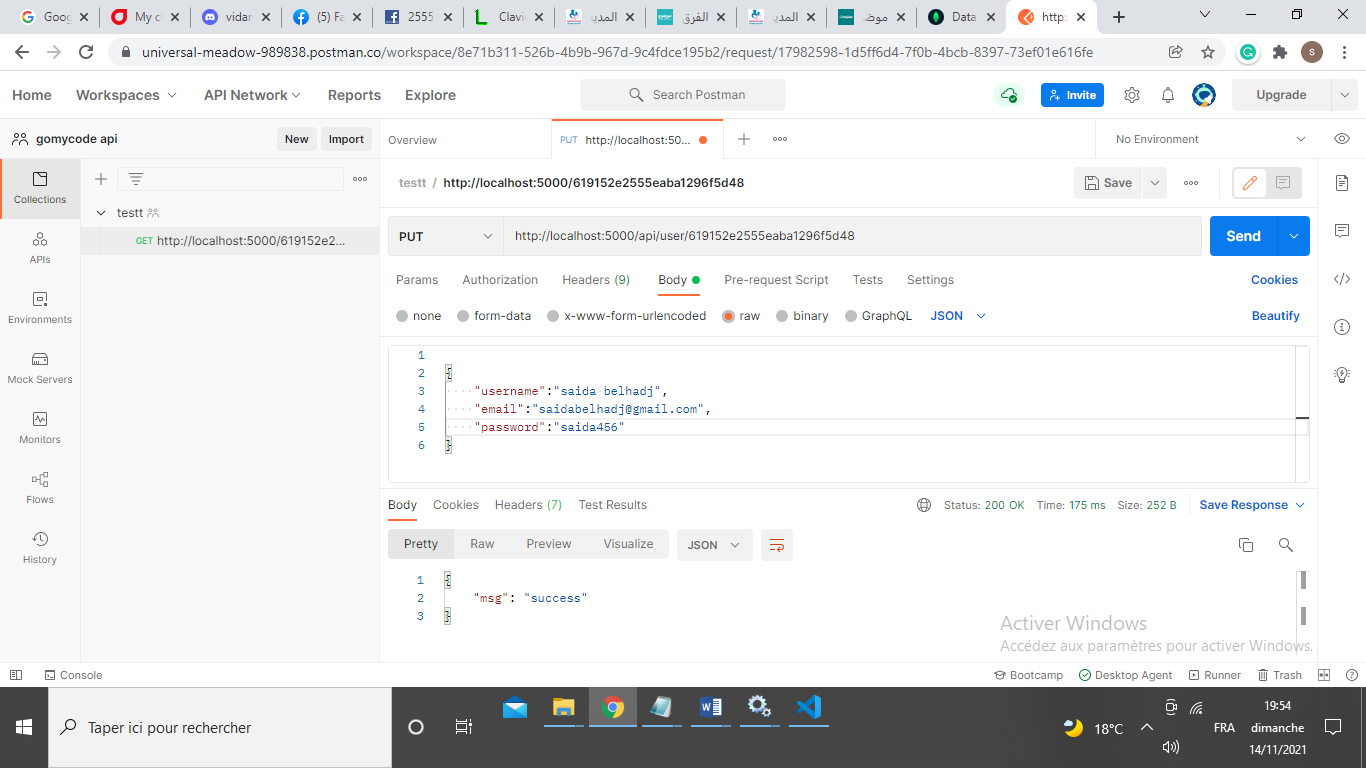 Goog
My cl
vidar
(5) Fa
2555
Clavi
المدي
الفرق
المدي
موض
Data
http:
universal-meadow-989838.postman.co/workspace/8e71b311-526b-4b9b-967d-9c4fdce195b2/request/17982598-1d5ff6d4-7f0b-4bcb-8397-73ef01e616fe
S
Home
Workspaces
API Network
Reports
Explore
Search Postman
Invite
Upgrade
gomycode api
New
Import
Overview
PUT http://localhost:50...
No Environment
Collections
APIs
Environments
Mock Servers
Monitors
Flows
History
testt
GET http://localhost:5000/619152e2...
testt / http://localhost:5000/619152e2555eaba1296f5d48
Save
PUT
http://localhost:5000/api/user/619152e2555eaba1296f5d48
Send
Params
Authorization
Headers (9)
Body
Pre-request Script
Tests
Settings
Cookies
none
form-data
x-www-form-urlencoded
raw
binary
GraphQL
JSON
Beautify
1
2 {
3 "username":"saida belhadj",
4 "email":"saidabelhadj@gmail.com",
5 "password":"saida456"
6 }
Body
Cookies
Headers (7)
Test Results
Status: 200 OK
Time: 175 ms
Size: 252 B
Save Response
Pretty
Raw
Preview
Visualize
JSON
1 {
2 "msg": "success"
3 }
Activer Windows
Accédez aux paramètres pour activer Windows.
Console
Bootcamp
Desktop Agent
Runner
Trash
Taper ici pour rechercher
18°C
FRA
19:54
dimanche
14/11/2021